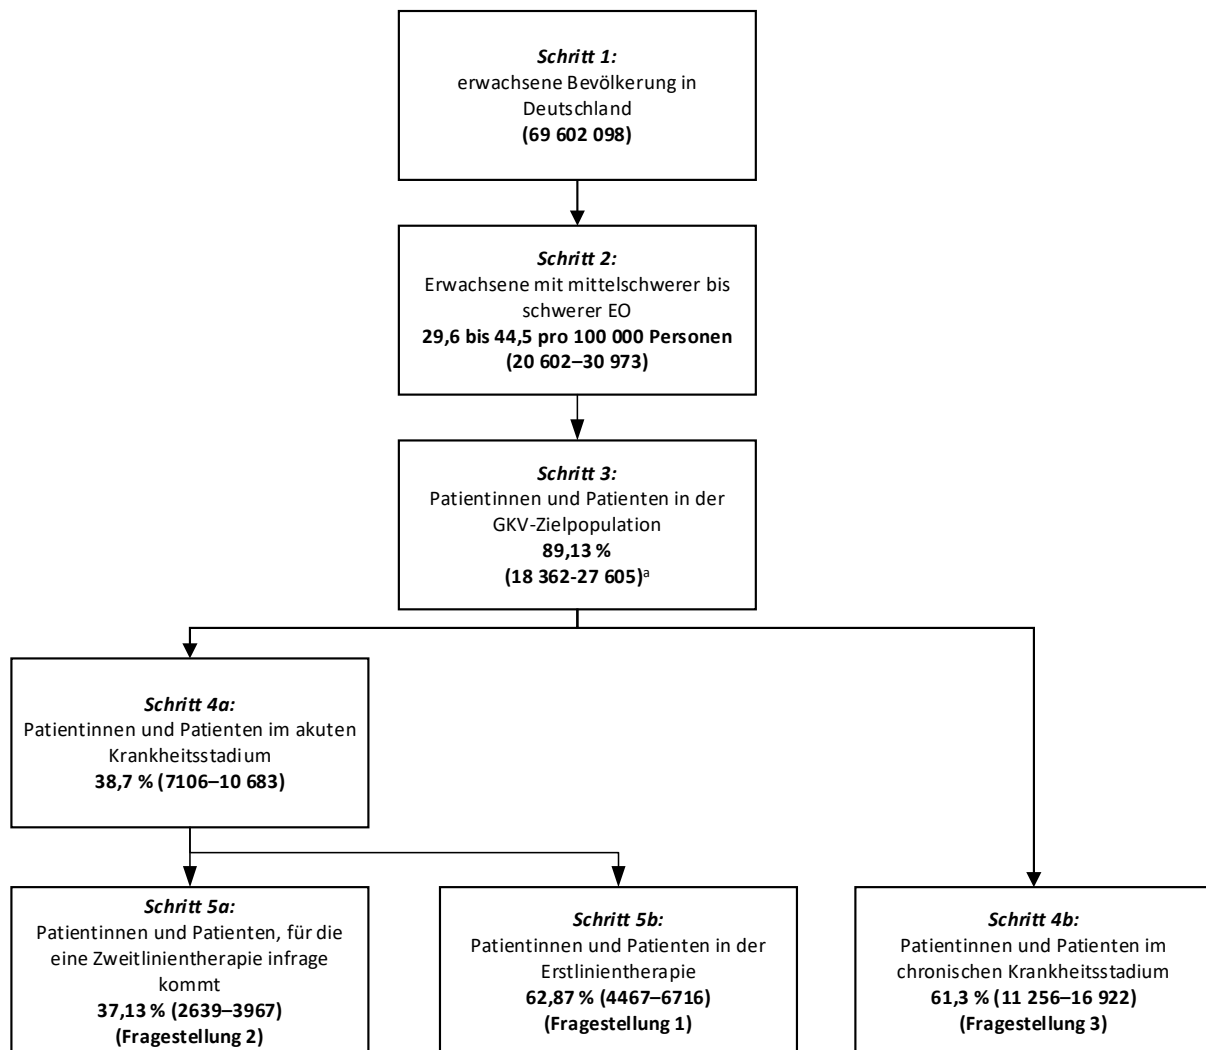 Schritt 1:
erwachsene Bevölkerung in
Deutschland
(69 602 098)
Schritt 2:
Erwachsene mit mittelschwerer bis
schwerer EO
29,6 bis 44,5 pro 100 000 Personen
(20 602–30 973)
Schritt 3:
Patientinnen und Patienten in der
GKV-Zielpopulation
89,13 %
(18 362-27 605)a
Schritt 4a:
Patientinnen und Patienten im akuten
Krankheitsstadium
38,7 % (7106–10 683)
Schritt 5a:
Patientinnen und Patienten, für die
eine Zweitlinientherapie infrage
kommt
37,13 % (2639–3967)
(Fragestellung 2)
Schritt 5b:
Patientinnen und Patienten in der
Erstlinientherapie
62,87 % (4467–6716)
(Fragestellung 1)
Schritt 4b:
Patientinnen und Patienten im
chronischen Krankheitsstadium
61,3 % (11 256–16 922)
(Fragestellung 3)